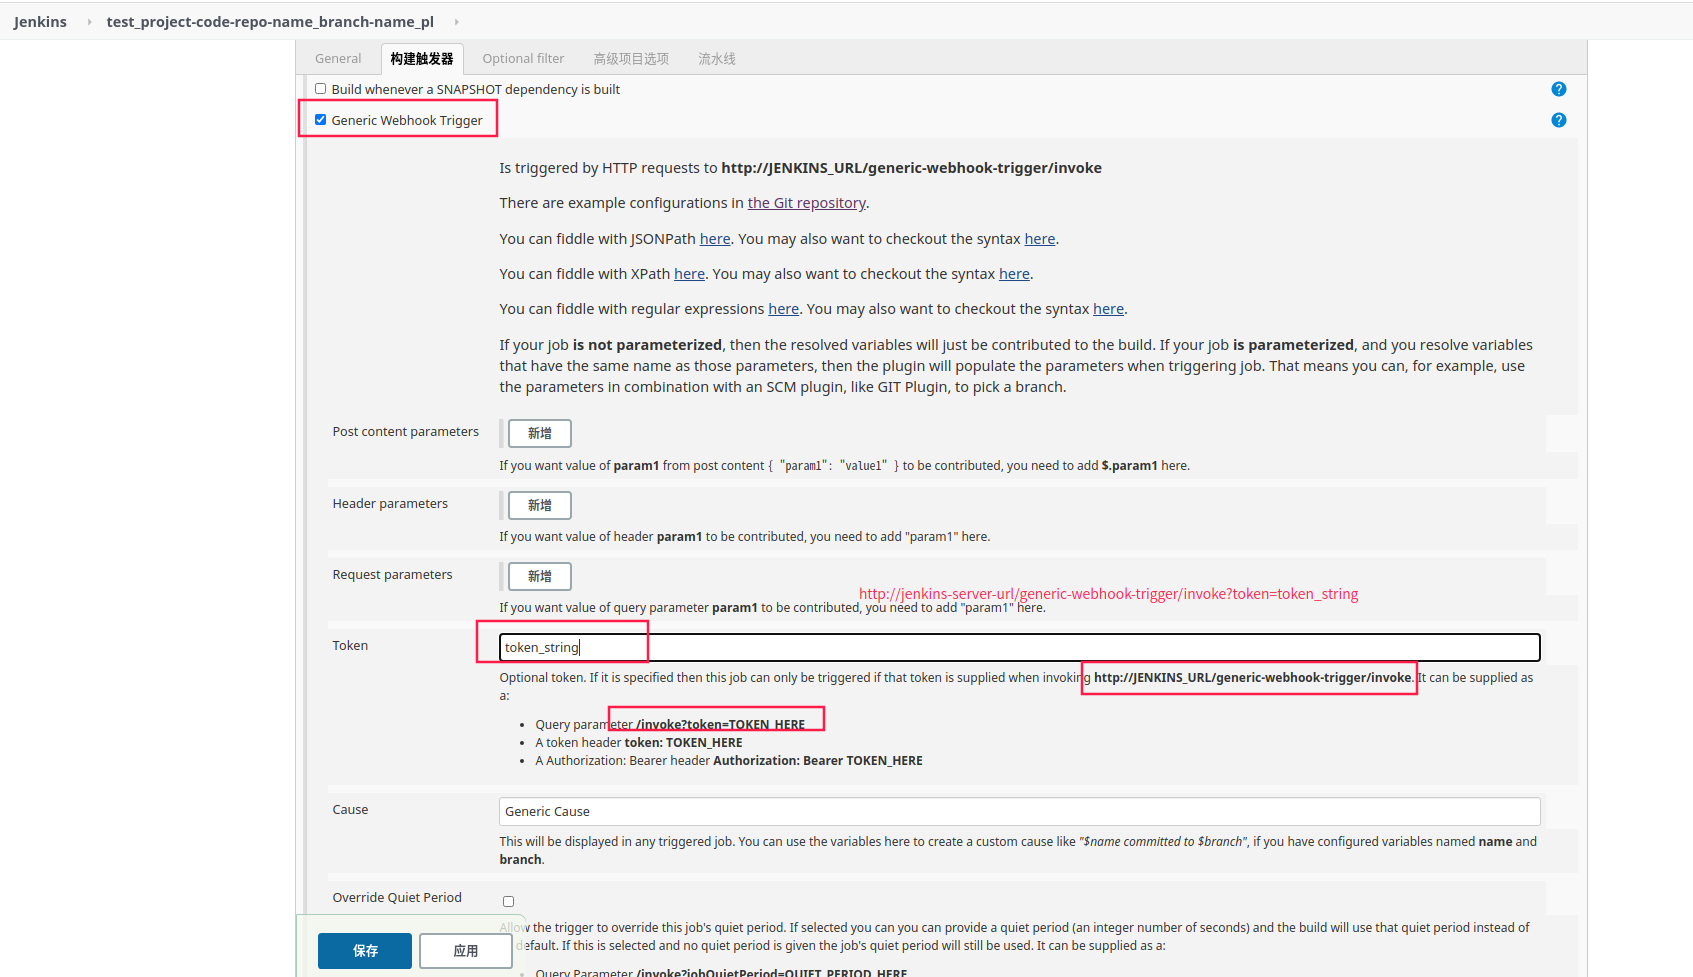 Jenkins
test_project-code-repo-name_branch-name_pl
General
构建触发器
Optional filter
高级项目选项
流水线
Build whenever a SNAPSHOT dependency is built
Generic Webhook Trigger
Is triggered by HTTP requests to http://JENKINS_URL/generic-webhook-trigger/invoke
There are example configurations in the Git repository.
You can fiddle with JSONPath here. You may also want to checkout the syntax here.
You can fiddle with XPath here. You may also want to checkout the syntax here.
You can fiddle with regular expressions here. You may also want to checkout the syntax here.
If your job is not parameterized, then the resolved variables will just be contributed to the build. If your job is parameterized, and you resolve variables
that have the same name as those parameters, then the plugin will populate the parameters when triggering job. That means you can, for example, use
the parameters in combination with an SCM plugin, like GIT Plugin, to pick a branch.
Post content parameters
新增
If you want value of param1 from post content { "param1": "value1" } to be contributed, you need to add $.param1 here.
Header parameters
新增
If you want value of header param1 to be contributed, you need to add "param1" here.
Request parameters
新增
http://jenkins-server-url/generic-webhook-trigger/invoke?token=token_string
If you want value of query parameter param1 to be contributed, you need to add "param1" here.
Token
token_string
Optional token. If it is specified then this job can only be triggered if that token is supplied when invoking http://JENKINS_URL/generic-webhook-trigger/invoke. It can be supplied as
a:
• Query parameter /invoke?token=TOKEN_HERE
• A token header token: TOKEN_HERE
• A Authorization: Bearer header Authorization: Bearer TOKEN_HERE
Cause
Generic Cause
This will be displayed in any triggered job. You can use the variables here to create a custom cause like "$name committed to $branch", if you have configured variables named name and
branch.
Override Quiet Period
Allow the trigger to override this job's quiet period. If selected you can you can provide a quiet period (an integer number of seconds) and the build will use that quiet period instead of
default. If this is selected and no quiet period is given the job's quiet period will still be used. It can be supplied as a:
保存
应用
• Query Parameter /invoke?jobQuietPeriod=QUIET_PERIOD_HERE